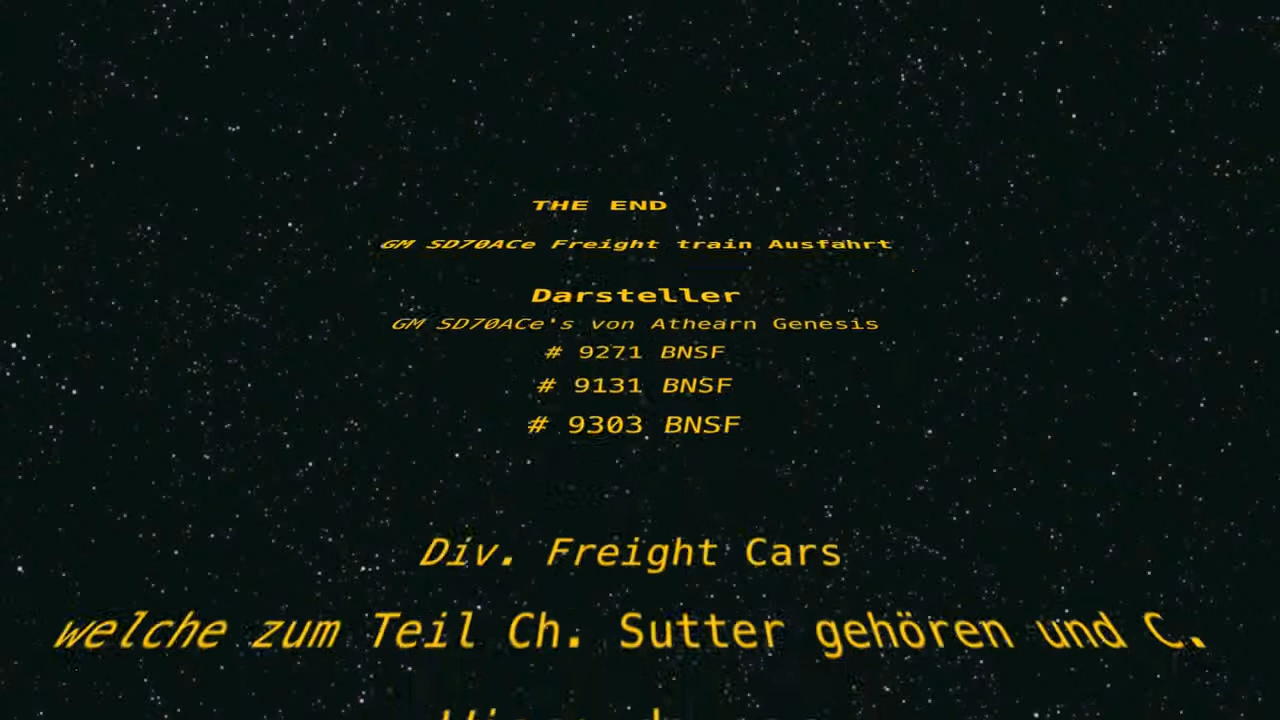 THE END
GM SD70ACe Freight train Ausfahrt
Darsteller
GM SD70ACe's von Athearn Genesis
# 9271 BNSF
# 9131 BNSF
# 9303 BNSF
Div. Freight Cars
welche zum Teil Ch. Sutter gehören und C.